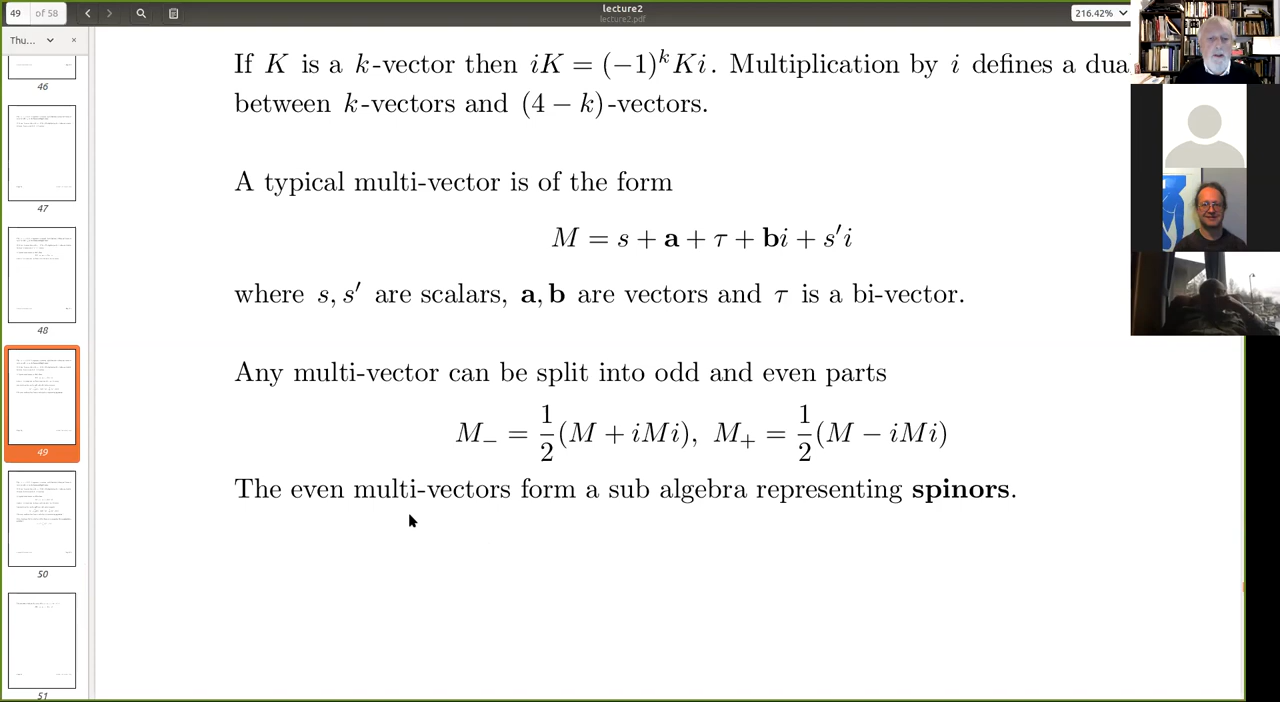 49 of 58
lecture2
lecture2.pdf
216.42%
Thu...
46
47
48
49
50
51
If K is a k-vector then iK = (−1)^k Ki. Multiplication by i defines a
between k-vectors and (4 − k)-vectors.
A typical multi-vector is of the form
M = s + a + τ + bi + s′i
where s, s′ are scalars, a, b are vectors and τ is a bi-vector.
Any multi-vector can be split into odd and even parts
M₋ = 1/2 (M + iMi), M₊ = 1/2 (M − iMi)
The even multi-vectors form a sub algebra representing spinors.